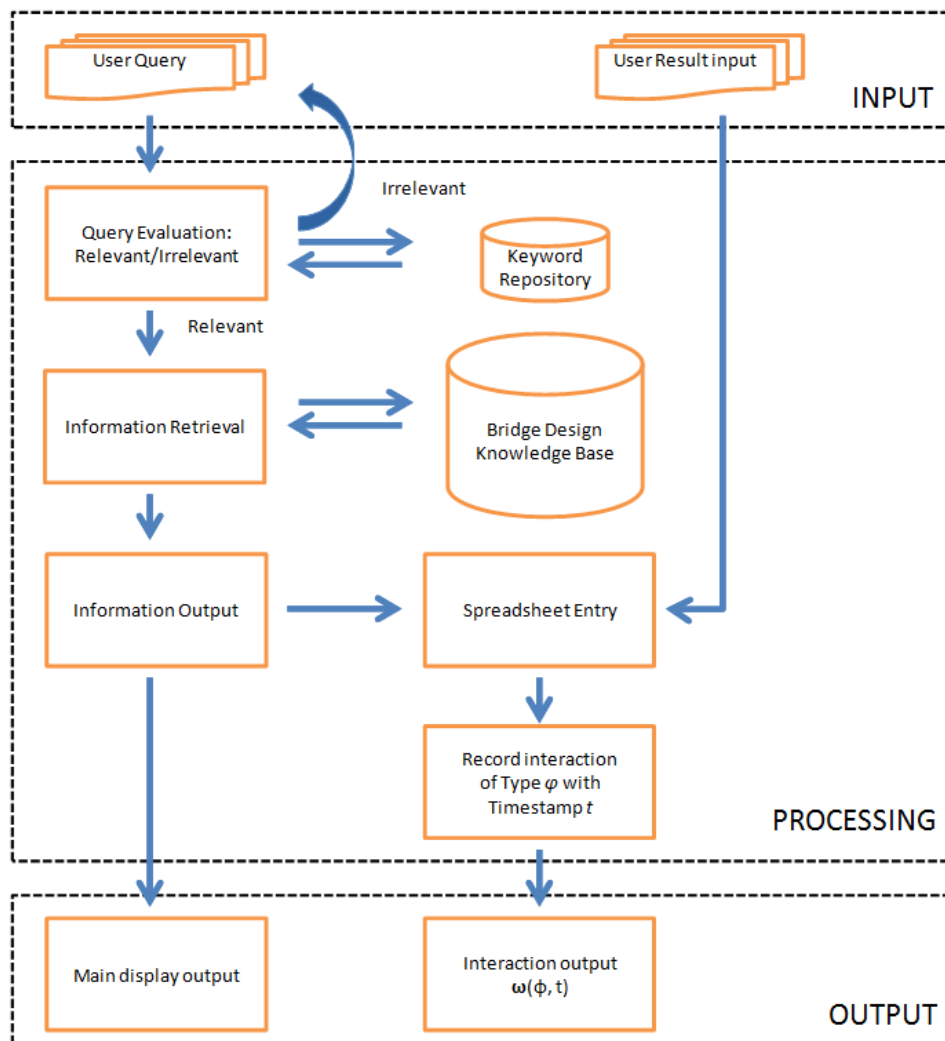 User Query
User Result input
INPUT
Irrelevant
Query Evaluation:
Relevant/Irrelevant
Keyword
Repository
Relevant
Information Retrieval
Bridge Design
Knowledge Base
Information Output
Spreadsheet Entry
Record interaction
of Type φ with
Timestamp t
PROCESSING
Main display output
Interaction output
ω(ϕ, t)
OUTPUT